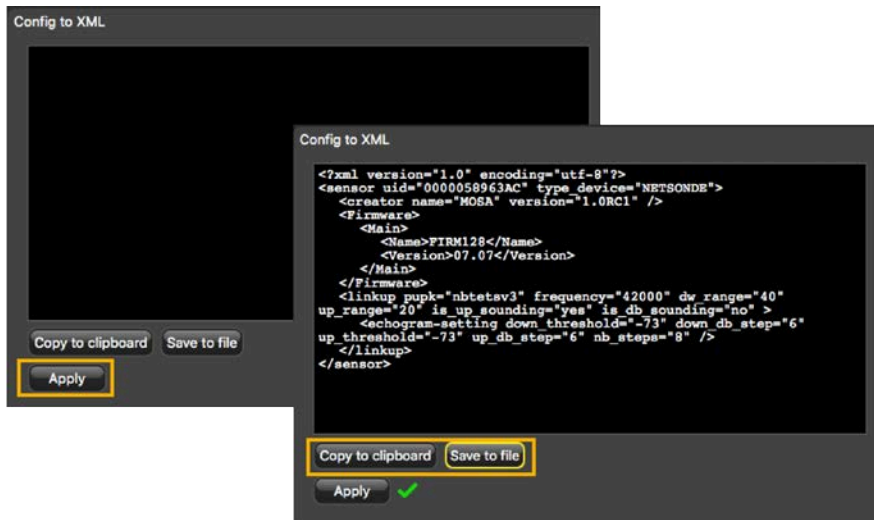 Config to XML
Copy to clipboard
Save to file
Apply
Config to XML
<?xml version="1.0" encoding="utf-8"?>
<sensor uid="0000058963AC" type_device="NETSONDE">
<creator name="MOSA" version="1.0RC1" />
<Firmware>
<Main>
<Name>FIRM128</Name>
<Version>07.07</Version>
</Main>
</Firmware>
<linkup pupk="nbtetsv3" frequency="42000" dw_range="40"
up_range="20" is_up_sounding="yes" is_db_sounding="no" >
<echogram-setting down_threshold="-73" down_db_step="6"
up_threshold="-73" up_db_step="6" nb_steps="8" />
</linkup>
</sensor>
Copy to clipboard
Save to file
Apply